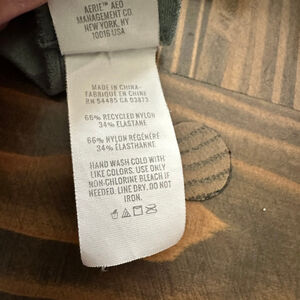 AERIE™ AEO
MANAGEMENT CO.
NEW YORK, NY
10016 USA
MADE IN CHINA·
FABRIQUE EN CHINE
RN 54485 CA 03873
66% RECYCLED NYLON
34% ELASTANE
66% NYLON RÉGÉNÉRÉ
34% ÉLASTHANNE
HAND WASH COLD WITH
LIKE COLORS. USE ONLY
NON-CHLORINE BLEACH IF
NEEDED. LINE DRY. DO NOT
IRON.